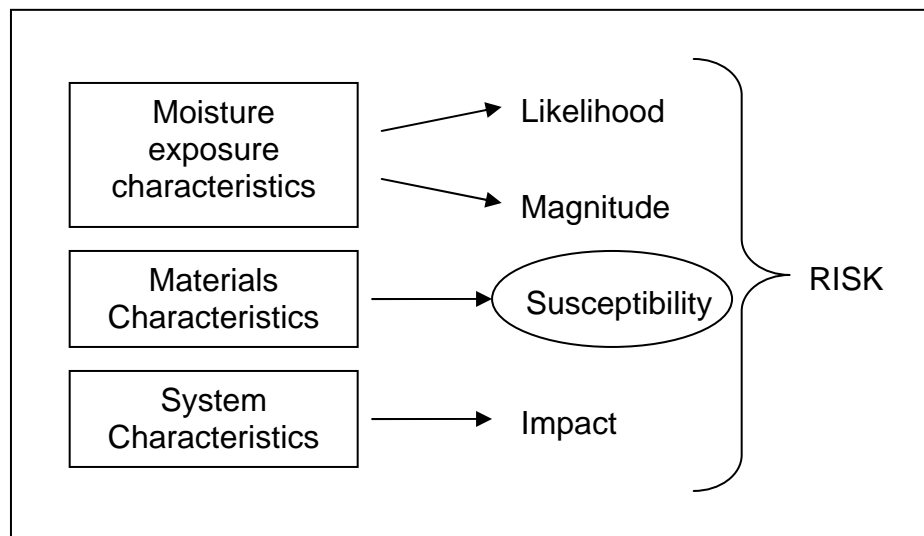 Moisture
exposure
characteristics
Likelihood
Magnitude
Materials
Characteristics
Susceptibility
System
Characteristics
Impact
RISK